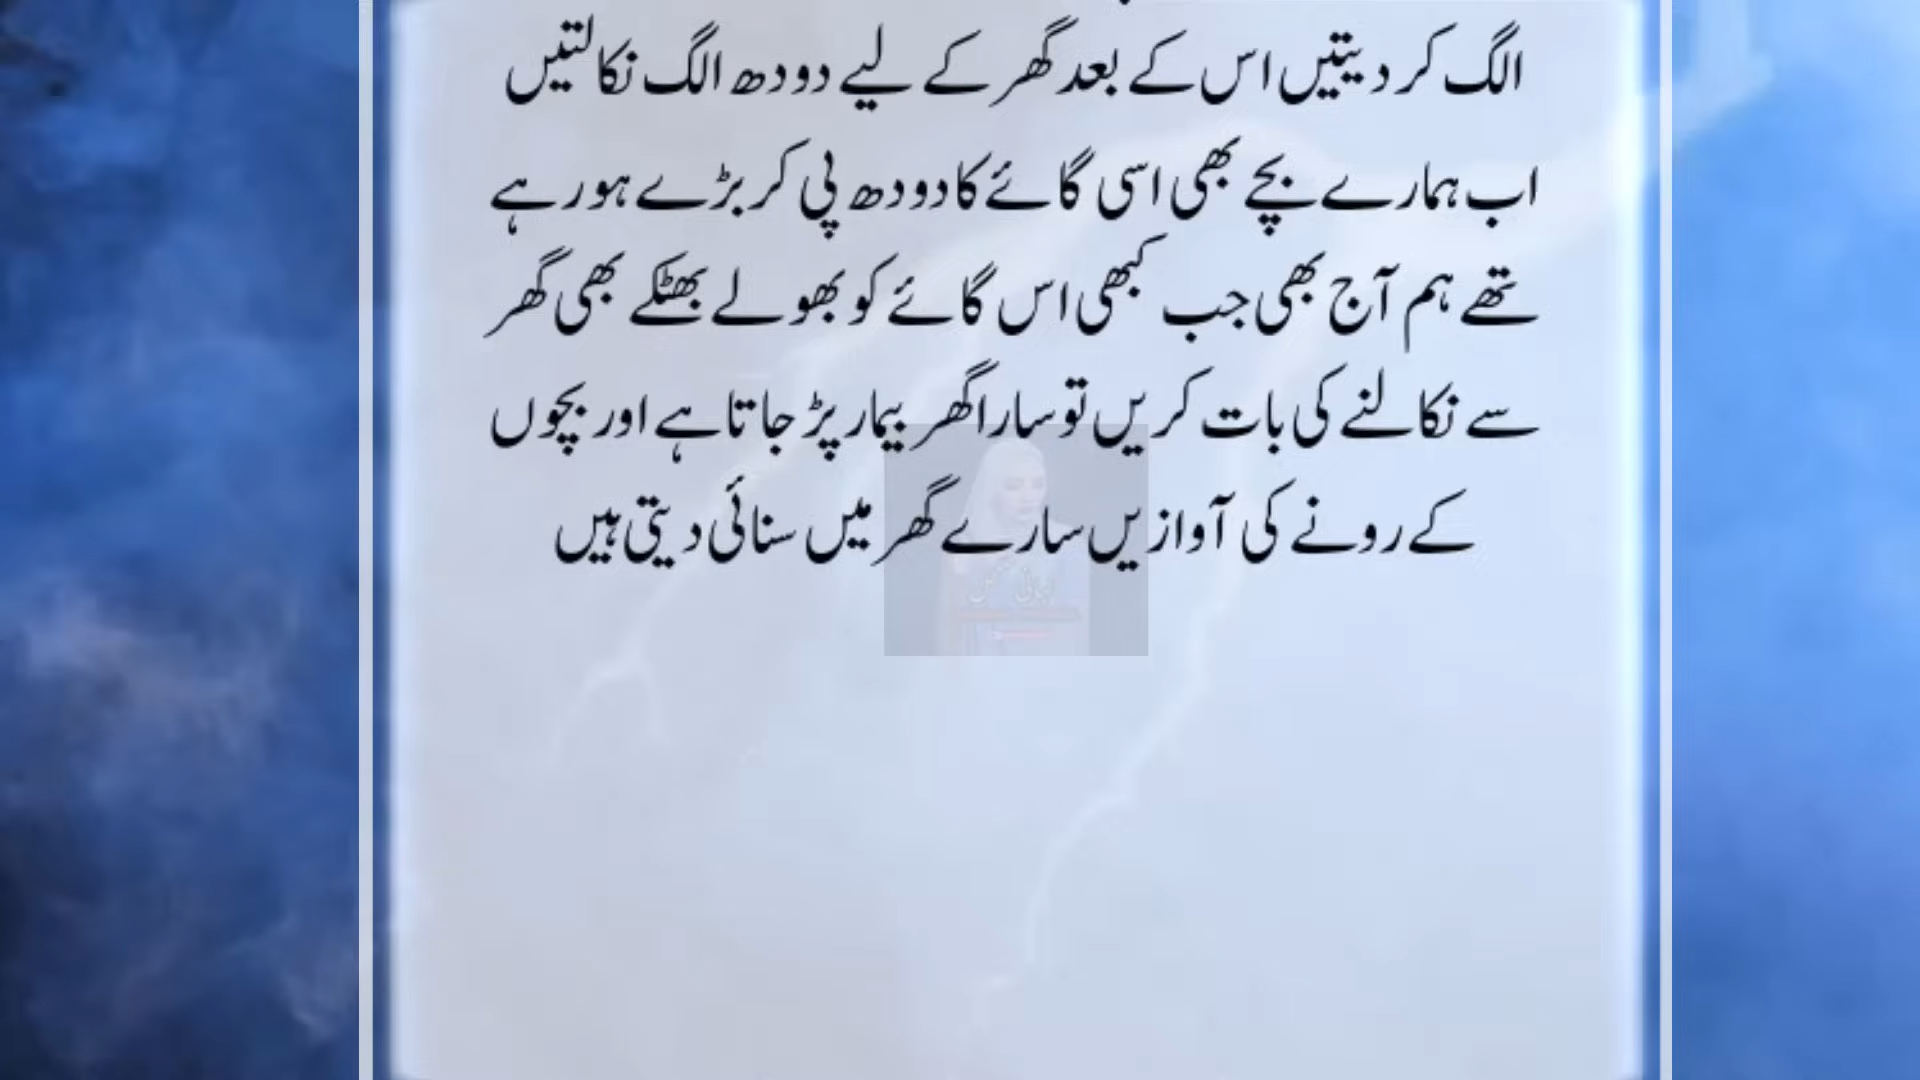 الگ کر دیتیں اس کے بعد گھر کے لیے دودھ الگ نکالتیں
اب ہمارے بچے بھی اسی گائے کا دودھ پی کر بڑے ہو رہے
تھے ہم آج بھی جب کبھی اس گائے کو بھولے بھٹکے بھی گھر
سے نکالنے کی بات کریں تو سارا گھر بیمار پڑ جاتا ہے اور بچوں
کے رونے کی آوازیں سارے گھر میں سنائی دیتی ہیں